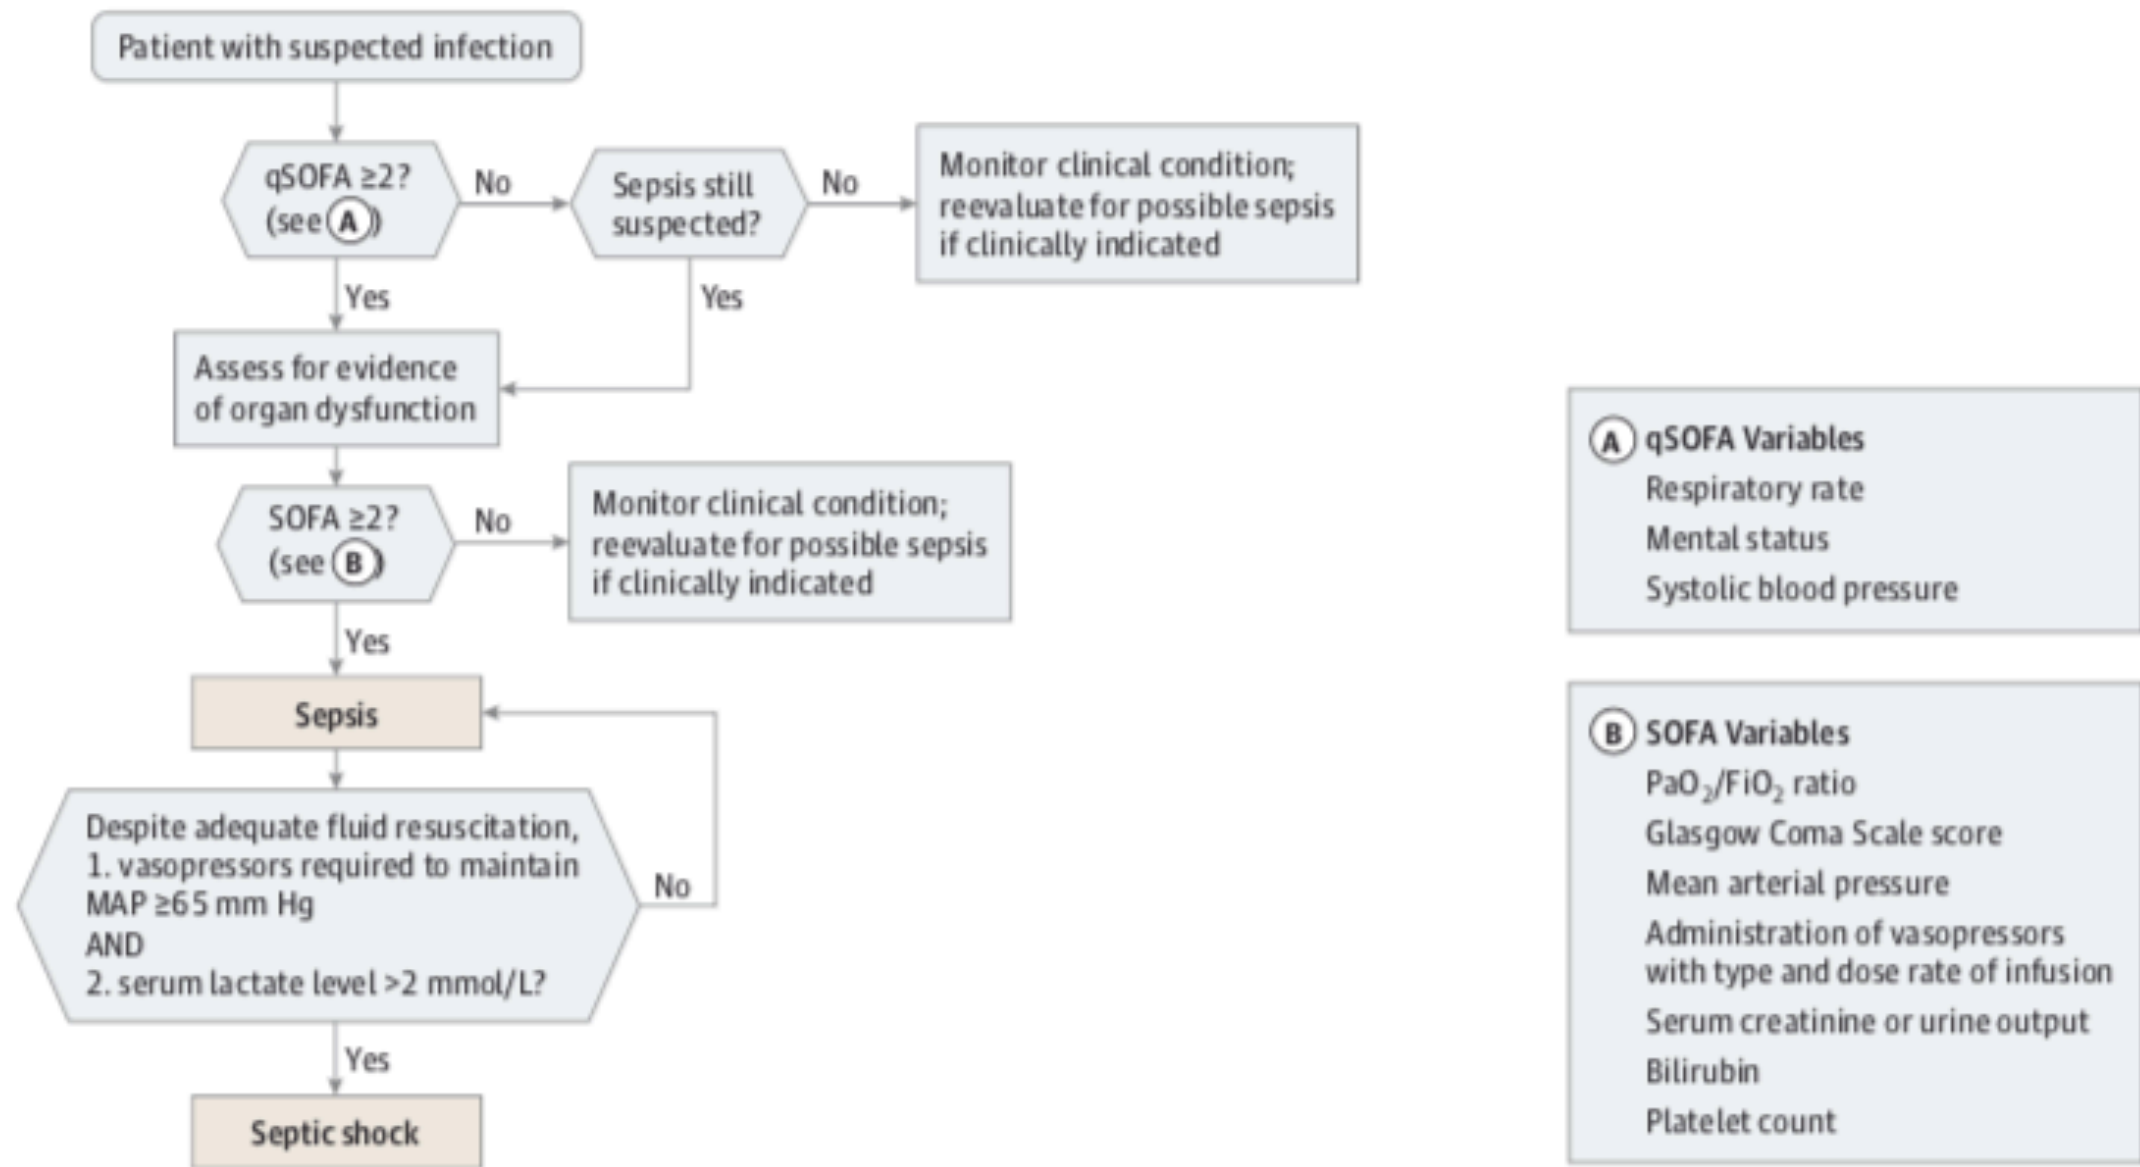 Patient with suspected infection
qSOFA ≥2?
(see A)
No
Sepsis still
suspected?
No
Monitor clinical condition;
reevaluate for possible sepsis
if clinically indicated
Yes
Yes
Assess for evidence
of organ dysfunction
SOFA ≥2?
(see B)
No
Monitor clinical condition;
reevaluate for possible sepsis
if clinically indicated
Yes
Sepsis
Despite adequate fluid resuscitation,
1. vasopressors required to maintain
MAP ≥65 mm Hg
AND
2. serum lactate level >2 mmol/L?
No
Yes
Septic shock
A qSOFA Variables
Respiratory rate
Mental status
Systolic blood pressure
B SOFA Variables
PaO₂/FiO₂ ratio
Glasgow Coma Scale score
Mean arterial pressure
Administration of vasopressors
with type and dose rate of infusion
Serum creatinine or urine output
Bilirubin
Platelet count